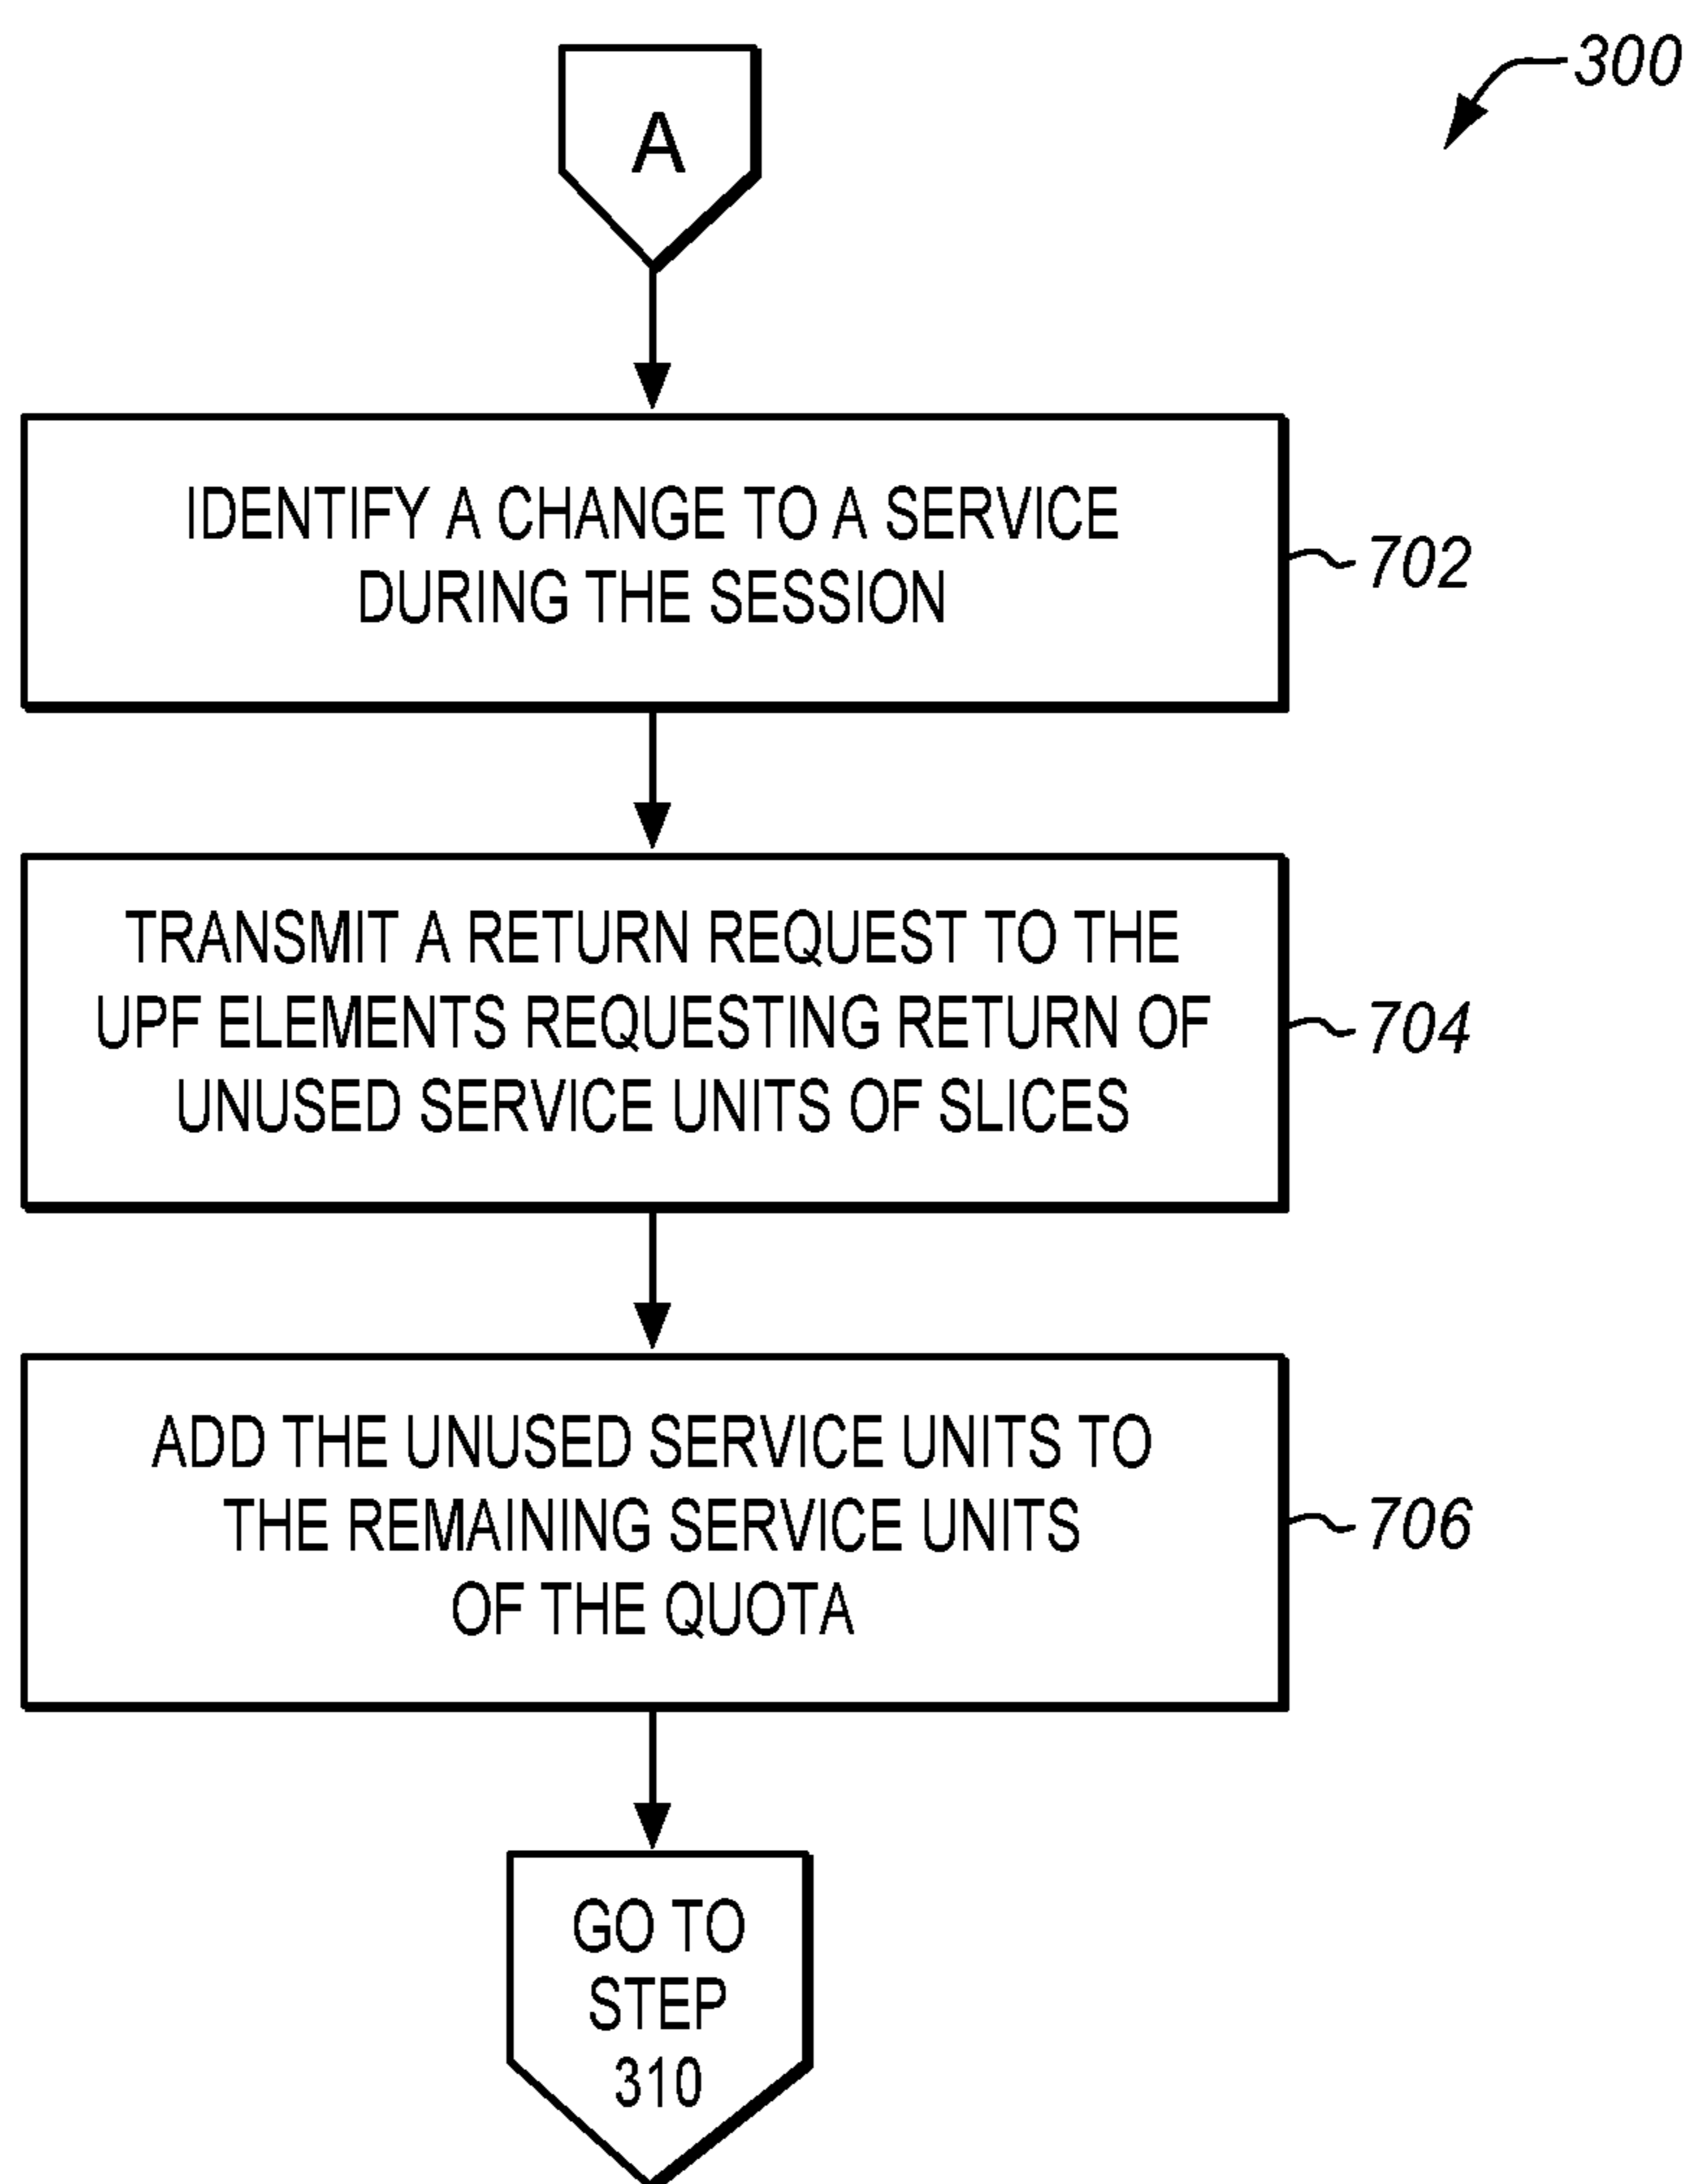 300
A
IDENTIFY A CHANGE TO A SERVICE
DURING THE SESSION
702
TRANSMIT A RETURN REQUEST TO THE
UPF ELEMENTS REQUESTING RETURN OF
UNUSED SERVICE UNITS OF SLICES
704
ADD THE UNUSED SERVICE UNITS TO
THE REMAINING SERVICE UNITS
OF THE QUOTA
706
GO TO
STEP
310